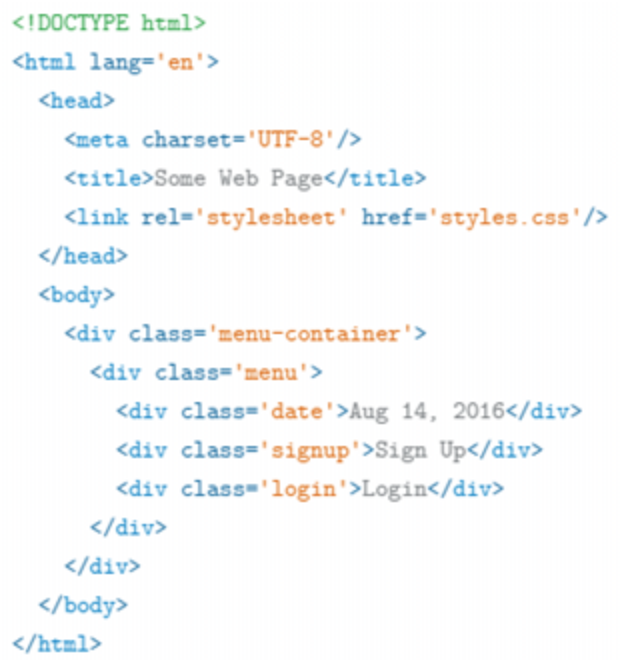 <!DOCTYPE html>
<html lang='en'>
  <head>
    <meta charset='UTF-8'/>
    <title>Some Web Page</title>
    <link rel='stylesheet' href='styles.css'/>
  </head>
  <body>
    <div class='menu-container'>
      <div class='menu'>
        <div class='date'>Aug 14, 2016</div>
        <div class='signup'>Sign Up</div>
        <div class='login'>Login</div>
      </div>
    </div>
  </body>
</html>